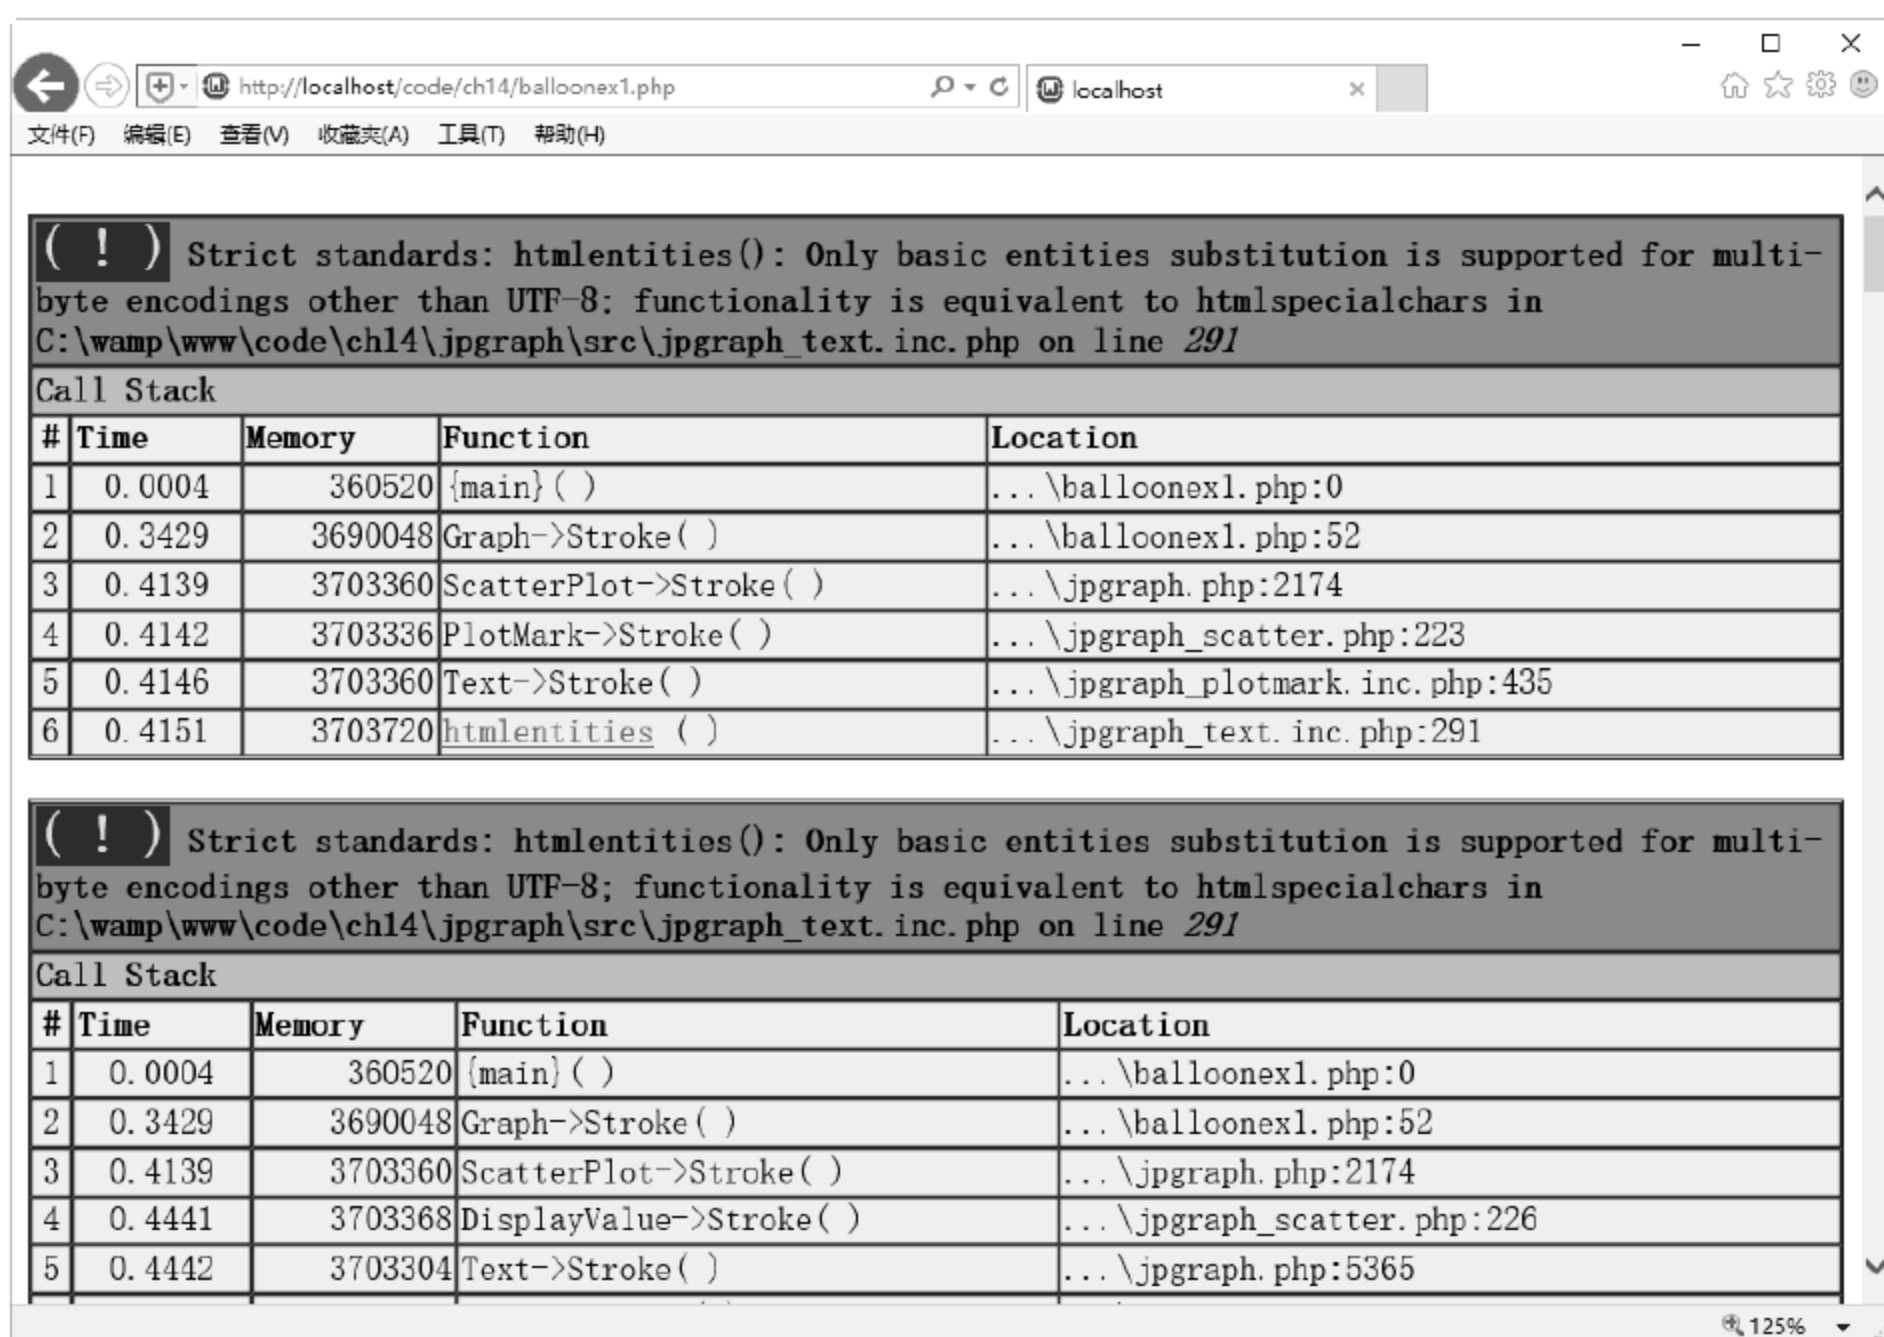 http://localhost/code/ch14/balloonex1.php localhost
文件(F) 编辑(E) 查看(V) 收藏夹(A) 工具(T) 帮助(H)
( ! ) Strict standards: htmlentities(): Only basic entities substitution is supported for multi-
byte encodings other than UTF-8; functionality is equivalent to htmlspecialchars in
C:\wamp\www\code\ch14\jpgraph\src\jpgraph_text.inc.php on line 291
Call Stack
# Time Memory Function Location
1 0.0004 360520 {main}( ) ...\balloonex1.php:0
2 0.3429 3690048 Graph->Stroke( ) ...\balloonex1.php:52
3 0.4139 3703360 ScatterPlot->Stroke( ) ...\jpgraph.php:2174
4 0.4142 3703336 PlotMark->Stroke( ) ...\jpgraph_scatter.php:223
5 0.4146 3703360 Text->Stroke( ) ...\jpgraph_plotmark.inc.php:435
6 0.4151 3703720 htmlentities ( ) ...\jpgraph_text.inc.php:291
( ! ) Strict standards: htmlentities(): Only basic entities substitution is supported for multi-
byte encodings other than UTF-8; functionality is equivalent to htmlspecialchars in
C:\wamp\www\code\ch14\jpgraph\src\jpgraph_text.inc.php on line 291
Call Stack
# Time Memory Function Location
1 0.0004 360520 {main}( ) ...\balloonex1.php:0
2 0.3429 3690048 Graph->Stroke( ) ...\balloonex1.php:52
3 0.4139 3703360 ScatterPlot->Stroke( ) ...\jpgraph.php:2174
4 0.4441 3703368 DisplayValue->Stroke( ) ...\jpgraph_scatter.php:226
5 0.4442 3703304 Text->Stroke( ) ...\jpgraph.php:5365
125%